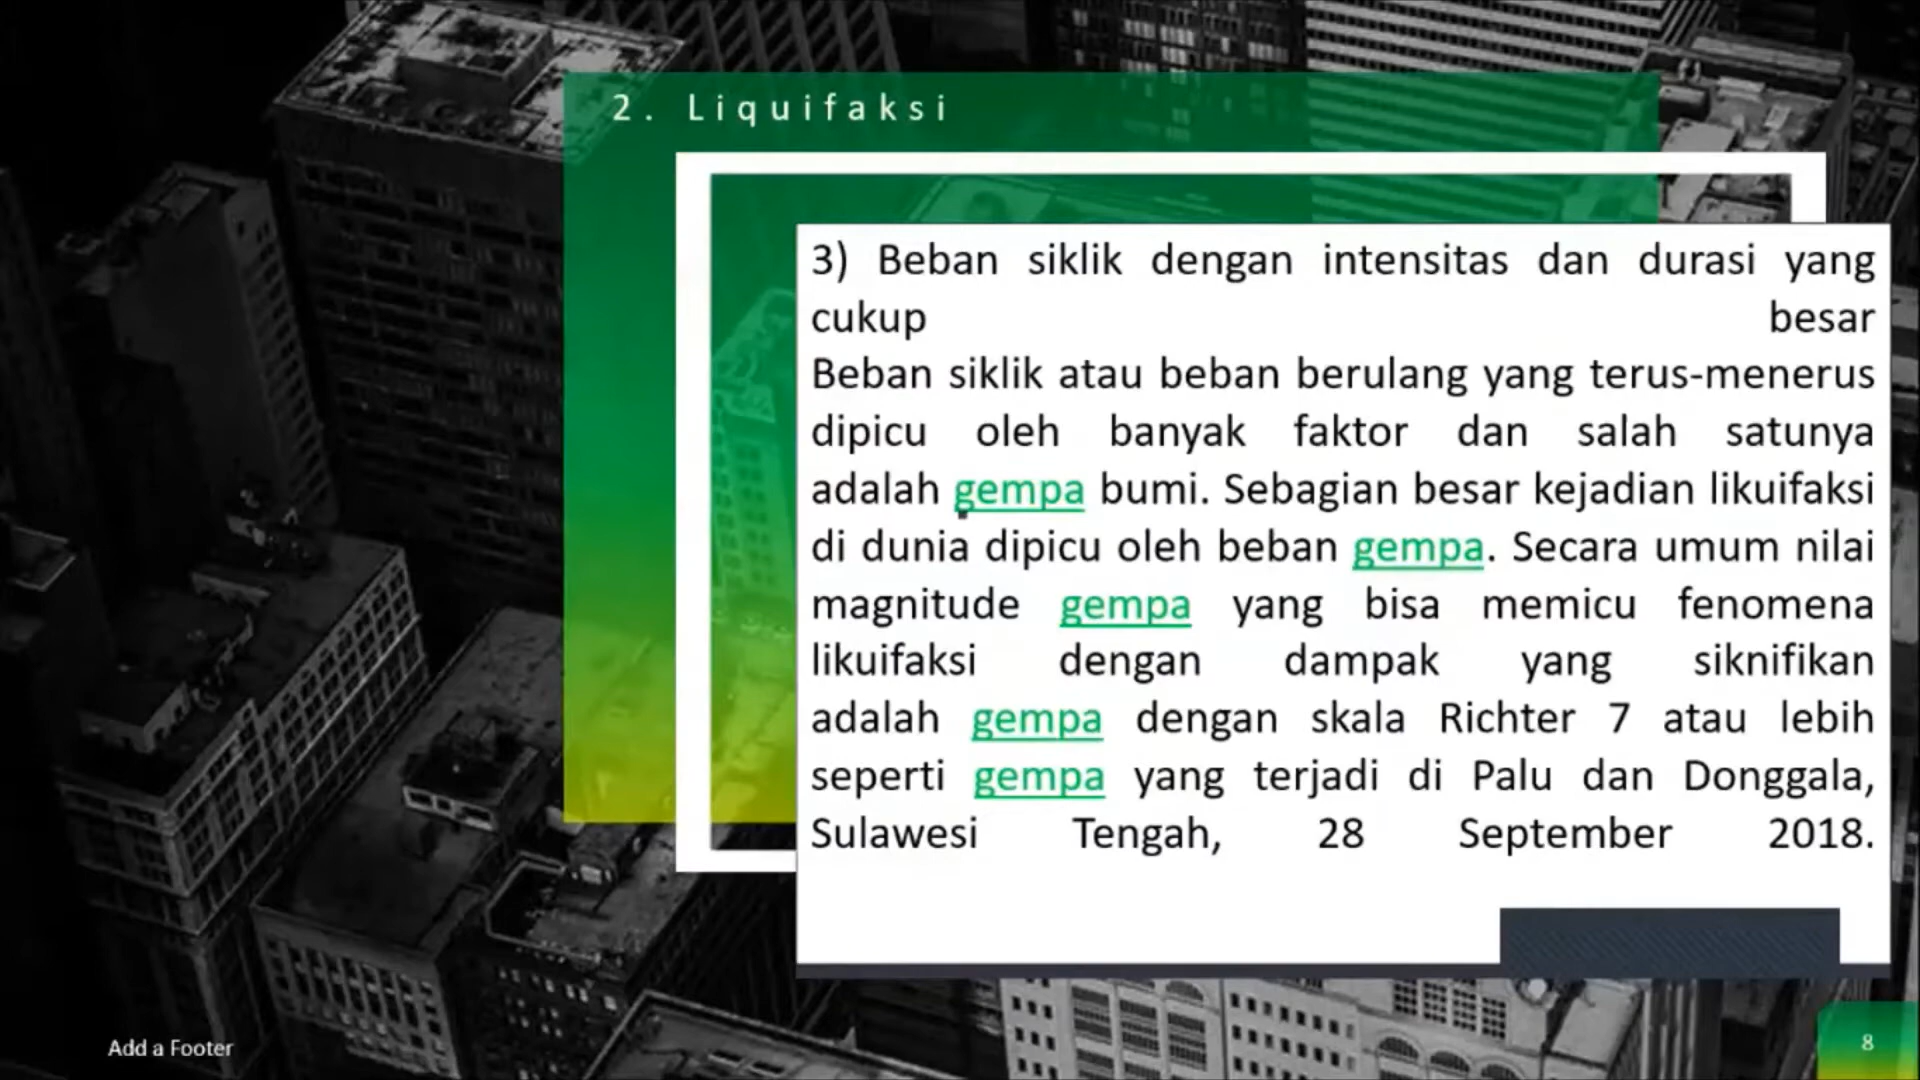 2. Liquifaksi
3) Beban siklik dengan intensitas dan durasi yang
cukup besar
Beban siklik atau beban berulang yang terus-menerus
dipicu oleh banyak faktor dan salah satunya
adalah gempa bumi. Sebagian besar kejadian likuifaksi
di dunia dipicu oleh beban gempa. Secara umum nilai
magnitude gempa yang bisa memicu fenomena
likuifaksi dengan dampak yang siknifikan
adalah gempa dengan skala Richter 7 atau lebih
seperti gempa yang terjadi di Palu dan Donggala,
Sulawesi Tengah, 28 September 2018.
Add a Footer
8